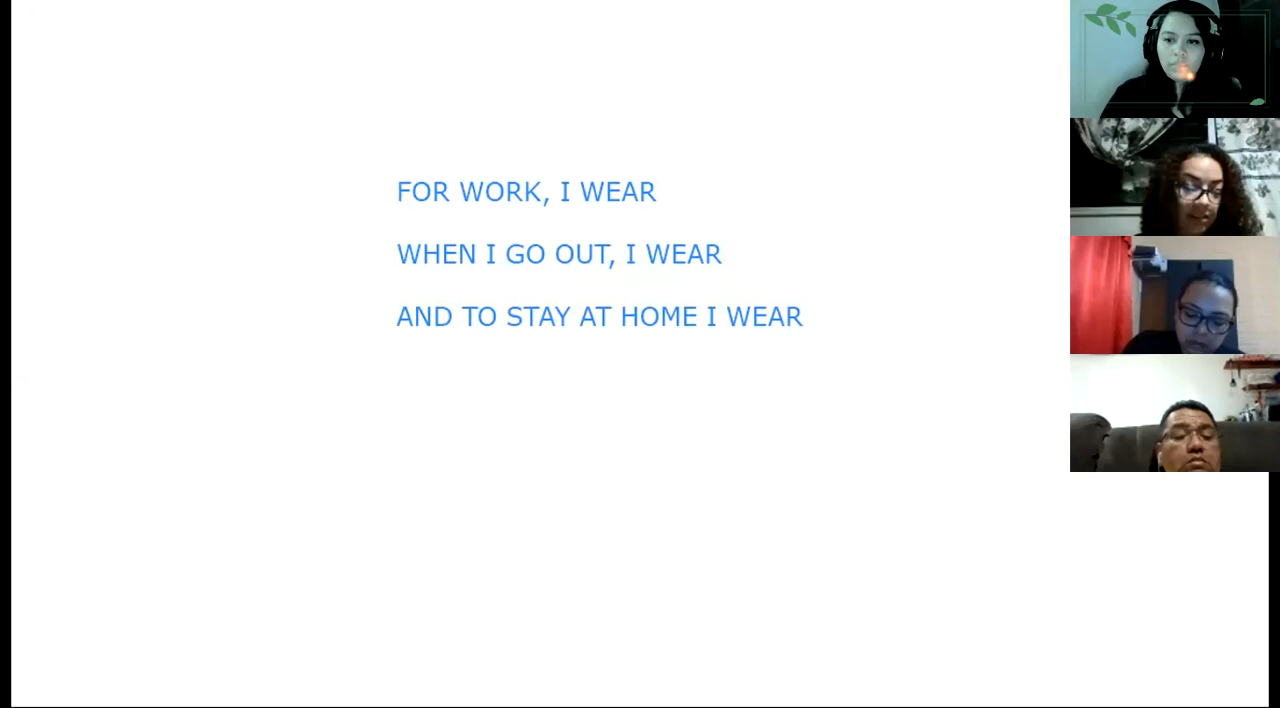 FOR WORK, I WEAR
WHEN I GO OUT, I WEAR
AND TO STAY AT HOME I WEAR